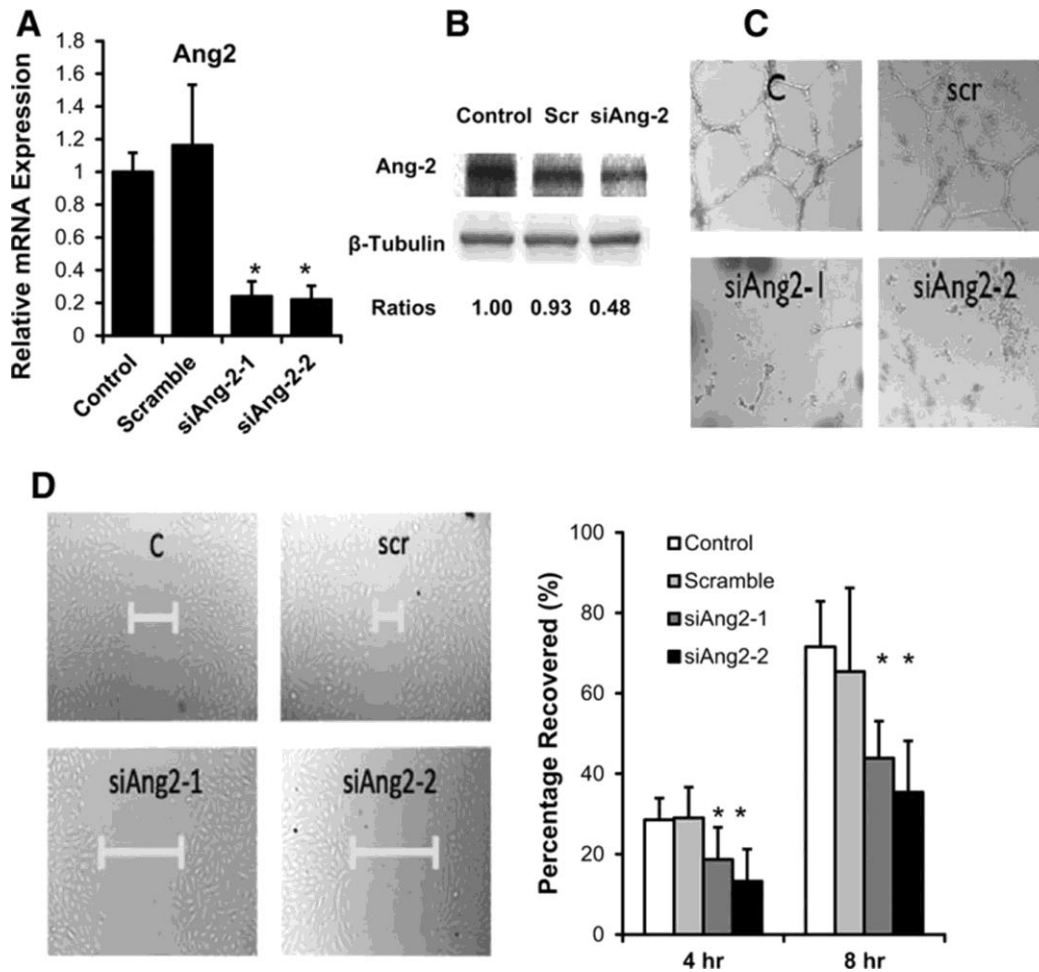 A
Ang2
Relative mRNA Expression
1.8
1.6
1.4
1.2
1
0.8
0.6
0.4
0.2
0
*
*
Control
Scramble
siAng-2-1
siAng-2-2
B
Control Scr siAng-2
Ang-2
β-Tubulin
Ratios 1.00 0.93 0.48
C
C
scr
siAng2-1
siAng2-2
D
C
scr
siAng2-1
siAng2-2
Percentage Recovered (%)
100
80
60
40
20
0
Control
Scramble
siAng2-1
siAng2-2
* *
* *
4 hr
8 hr